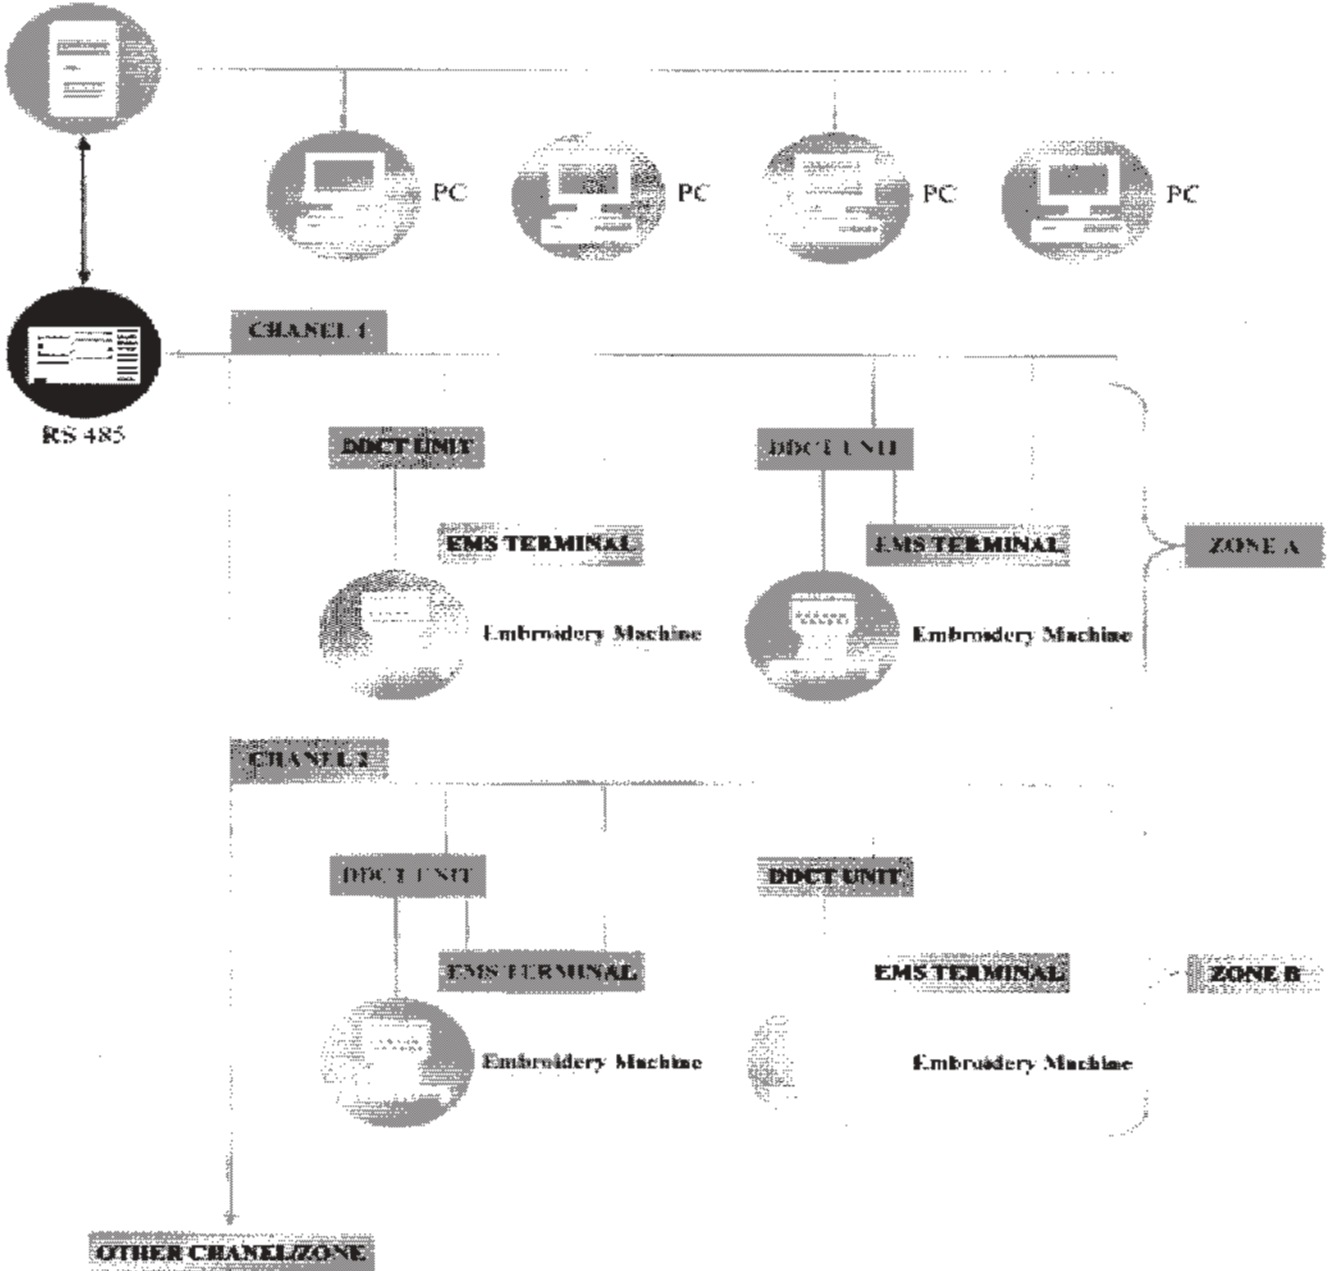 PC
PC
PC
PC
CHANEL 1
RS 485
DDCT UNIT
DDCT UNIT
EMS TERMINAL
EMS TERMINAL
ZONE A
Embroidery Machine
Embroidery Machine
CHANEL 2
DDCT UNIT
DDCT UNIT
EMS TERMINAL
EMS TERMINAL
ZONE B
Embroidery Machine
Embroidery Machine
OTHER CHANEL/ZONE